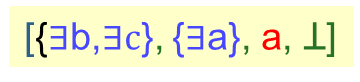 [{∃b,∃c}, {∃a}, a, ⊥]